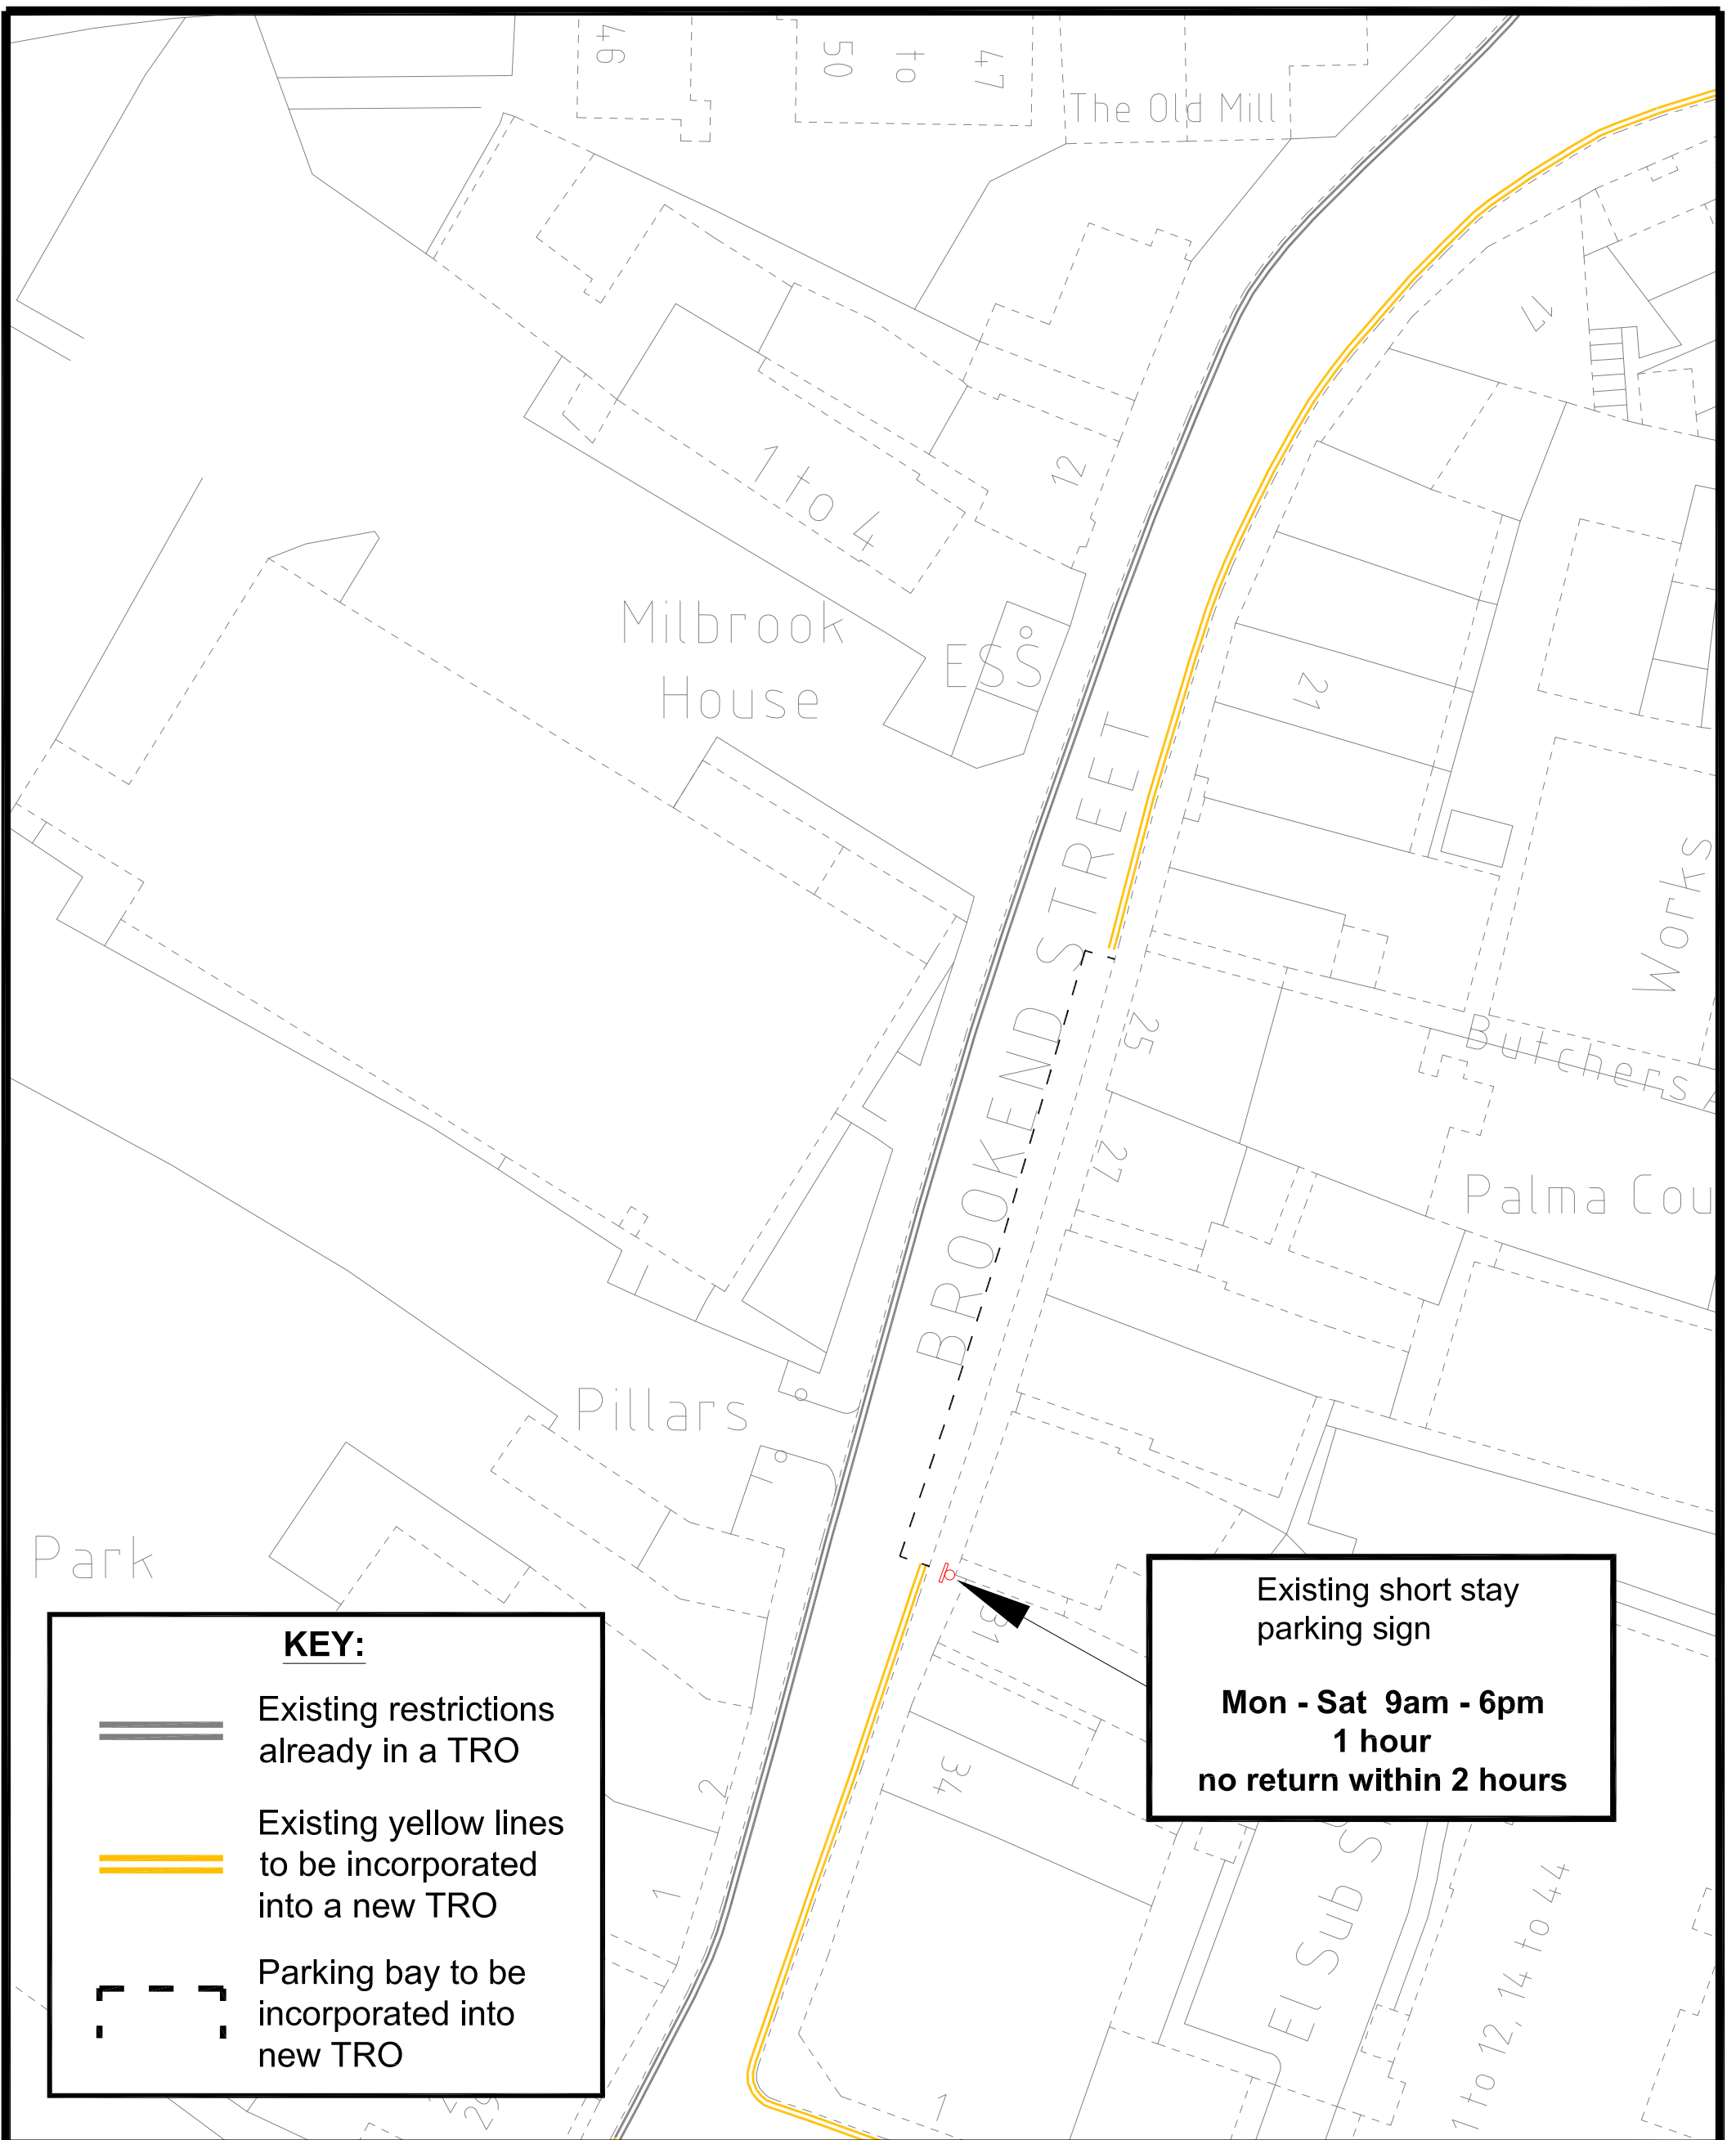 46
50
to
47
The Old Mill
17
12
1 to 4
Milbrook
House
ESS
21
BROOKEND STREET
Works
25
Butchers
27
Palma Cou
Pillars
Park
31
34
2
1
1
El Sub S
1 to 12, 14 to 44
29
Existing short stay
parking sign
Mon - Sat 9am - 6pm
1 hour
no return within 2 hours
KEY:
Existing restrictions
already in a TRO
Existing yellow lines
to be incorporated
into a new TRO
Parking bay to be
incorporated into
new TRO